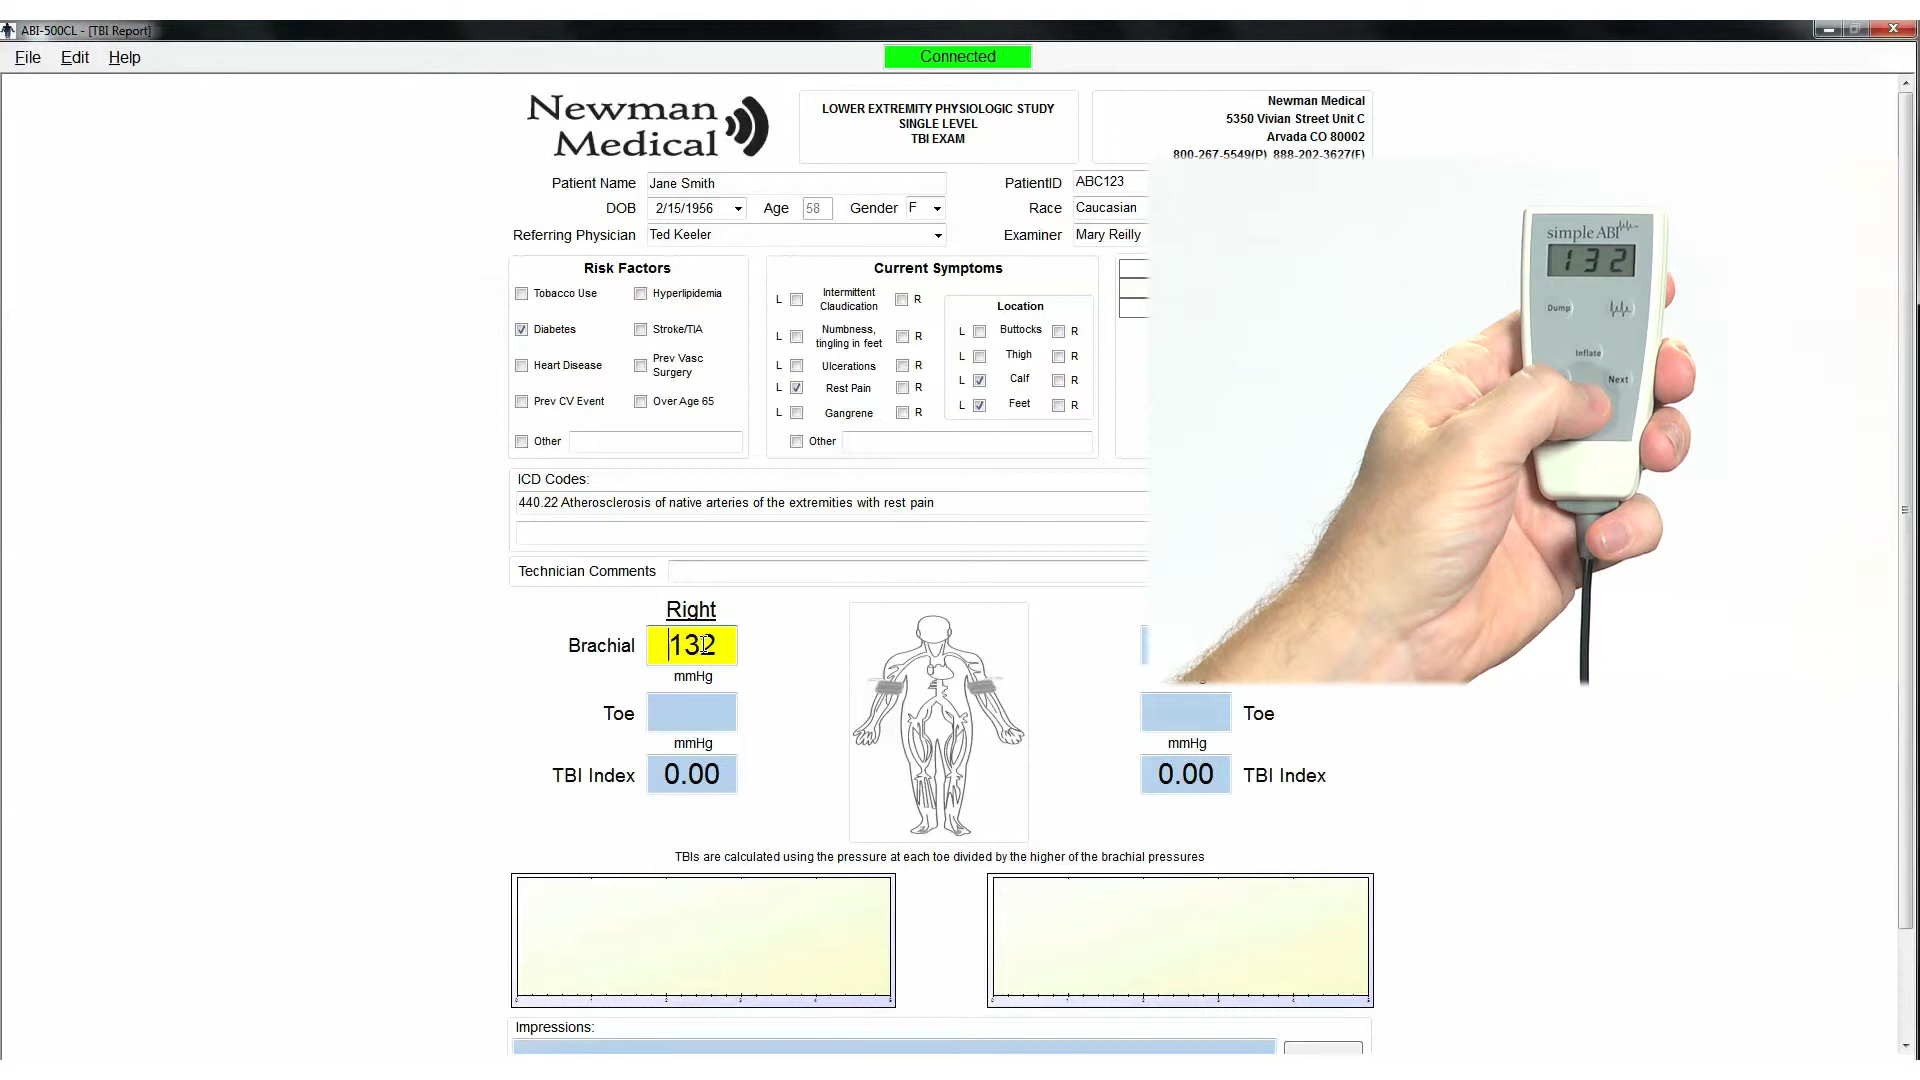 ABI-500CL - [TBI Report]
File Edit Help
Connected
Newman
Medical
LOWER EXTREMITY PHYSIOLOGIC STUDY
SINGLE LEVEL
TBI EXAM
Newman Medical
5350 Vivian Street Unit C
Arvada CO 80002
800-267-5549(P) 888-202-3627(F)
Patient Name Jane Smith
PatientID ABC123
DOB 2/15/1956 Age 58 Gender F
Race Caucasian
Referring Physician Ted Keeler
Examiner Mary Reilly
Risk Factors
Tobacco Use Hyperlipidemia
Diabetes Stroke/TIA
Heart Disease Prev Vasc
Surgery
Prev CV Event Over Age 65
Other
Current Symptoms
L Intermittent
Claudication R
L Numbness,
tingling in feet R
L Ulcerations R
L Rest Pain R
L Gangrene R
Other
Location
L Buttocks R
L Thigh R
L Calf R
L Feet R
simpleABI
132
Dump
Inflate
Next
ICD Codes:
440.22 Atherosclerosis of native arteries of the extremities with rest pain
Technician Comments
Right
Brachial 132
mmHg
Toe
mmHg
TBI Index 0.00
Toe
mmHg
0.00 TBI Index
TBIs are calculated using the pressure at each toe divided by the higher of the brachial pressures
Impressions: